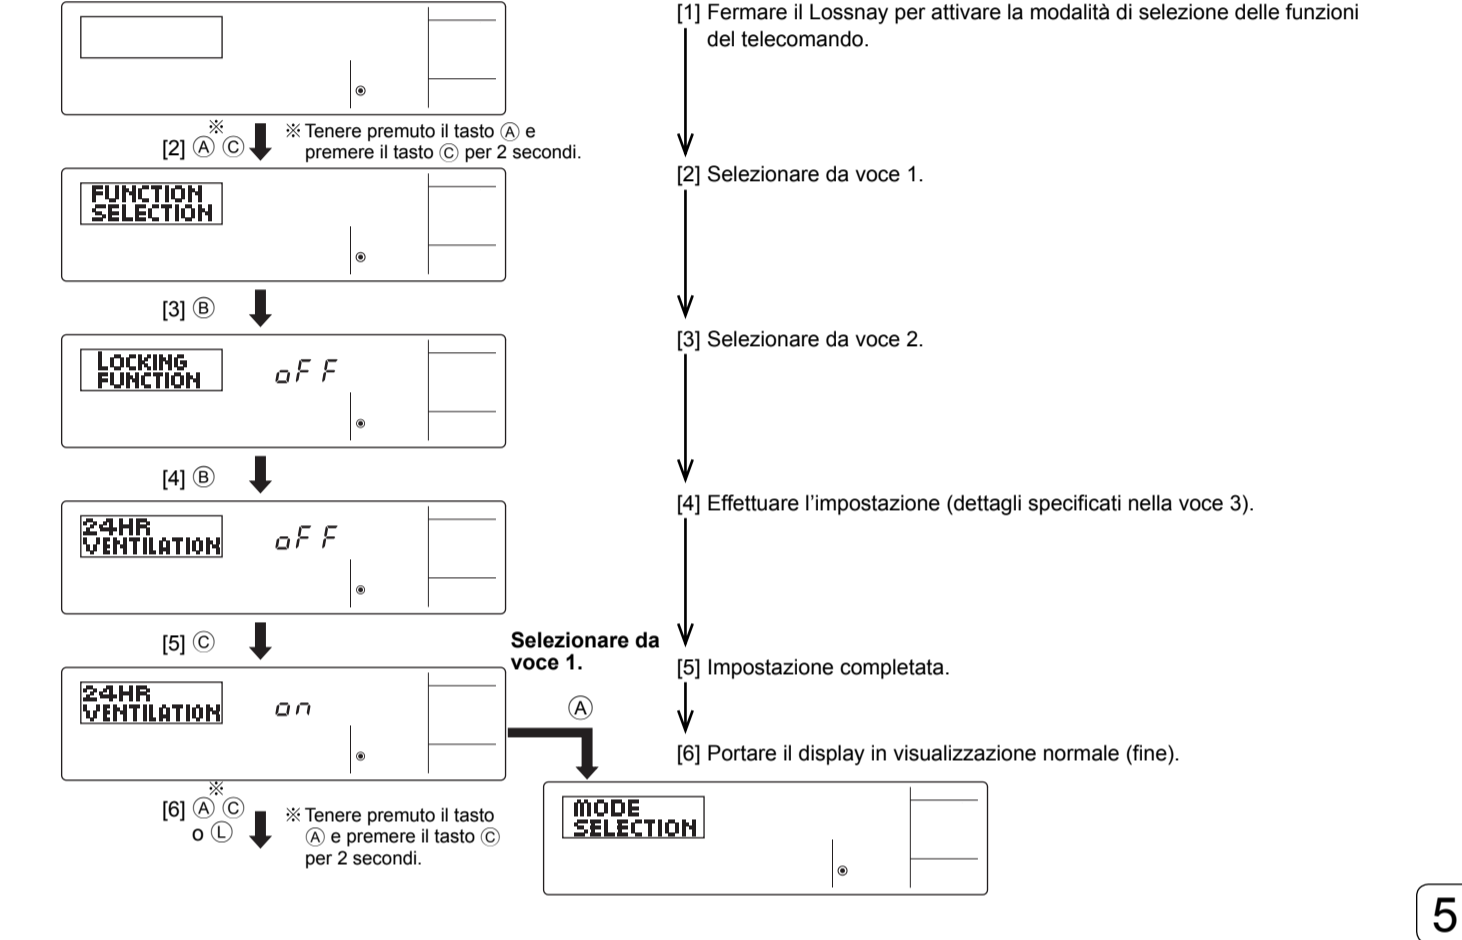 [1] Fermare il Lossnay per attivare la modalità di selezione delle funzioni
del telecomando.
※
[2] Ⓐ Ⓒ
※ Tenere premuto il tasto Ⓐ e
premere il tasto Ⓒ per 2 secondi.
[2] Selezionare da voce 1.
FUNCTION
SELECTION
[3] Ⓑ
[3] Selezionare da voce 2.
LOCKING
FUNCTION
oFF
[4] Ⓑ
[4] Effettuare l’impostazione (dettagli specificati nella voce 3).
24HR
VENTILATION
oFF
[5] Ⓒ
Selezionare da
voce 1.
Ⓐ
[5] Impostazione completata.
24HR
VENTILATION
on
[6] Portare il display in visualizzazione normale (fine).
※
[6] Ⓐ Ⓒ
o Ⓛ
※ Tenere premuto il tasto
Ⓐ e premere il tasto Ⓒ
per 2 secondi.
MODE
SELECTION
5